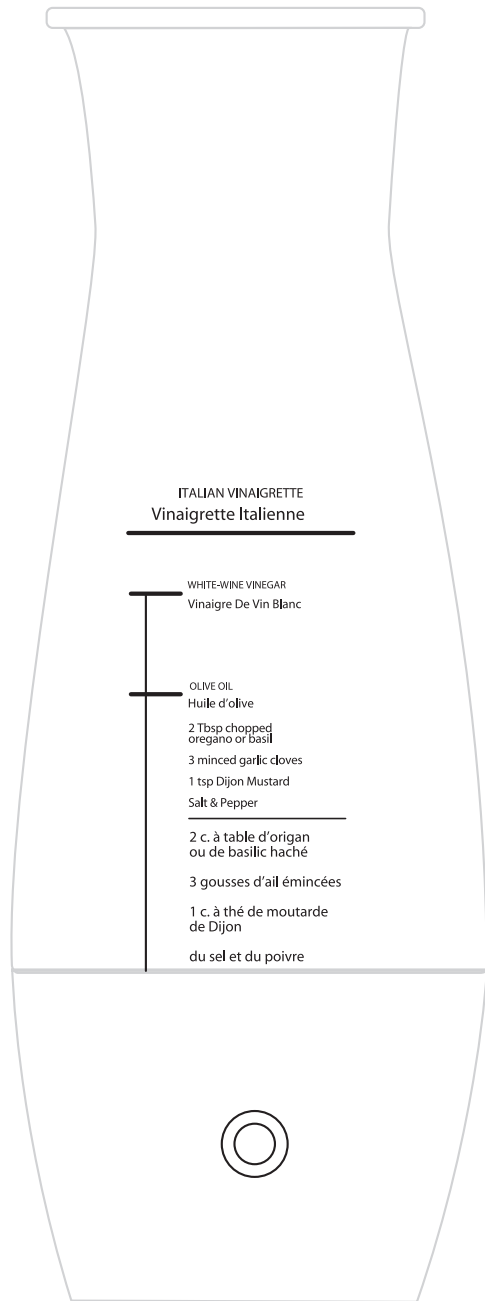 ITALIAN VINAIGRETTE
Vinaigrette Italienne
WHITE-WINE VINEGAR
Vinaigre De Vin Blanc
OLIVE OIL
Huile d’olive
2 Tbsp chopped
oregano or basil
3 minced garlic cloves
1 tsp Dijon Mustard
Salt & Pepper
2 c. à table d’origan
ou de basilic haché
3 gousses d’ail émincées
1 c. à thé de moutarde
de Dijon
du sel et du poivre